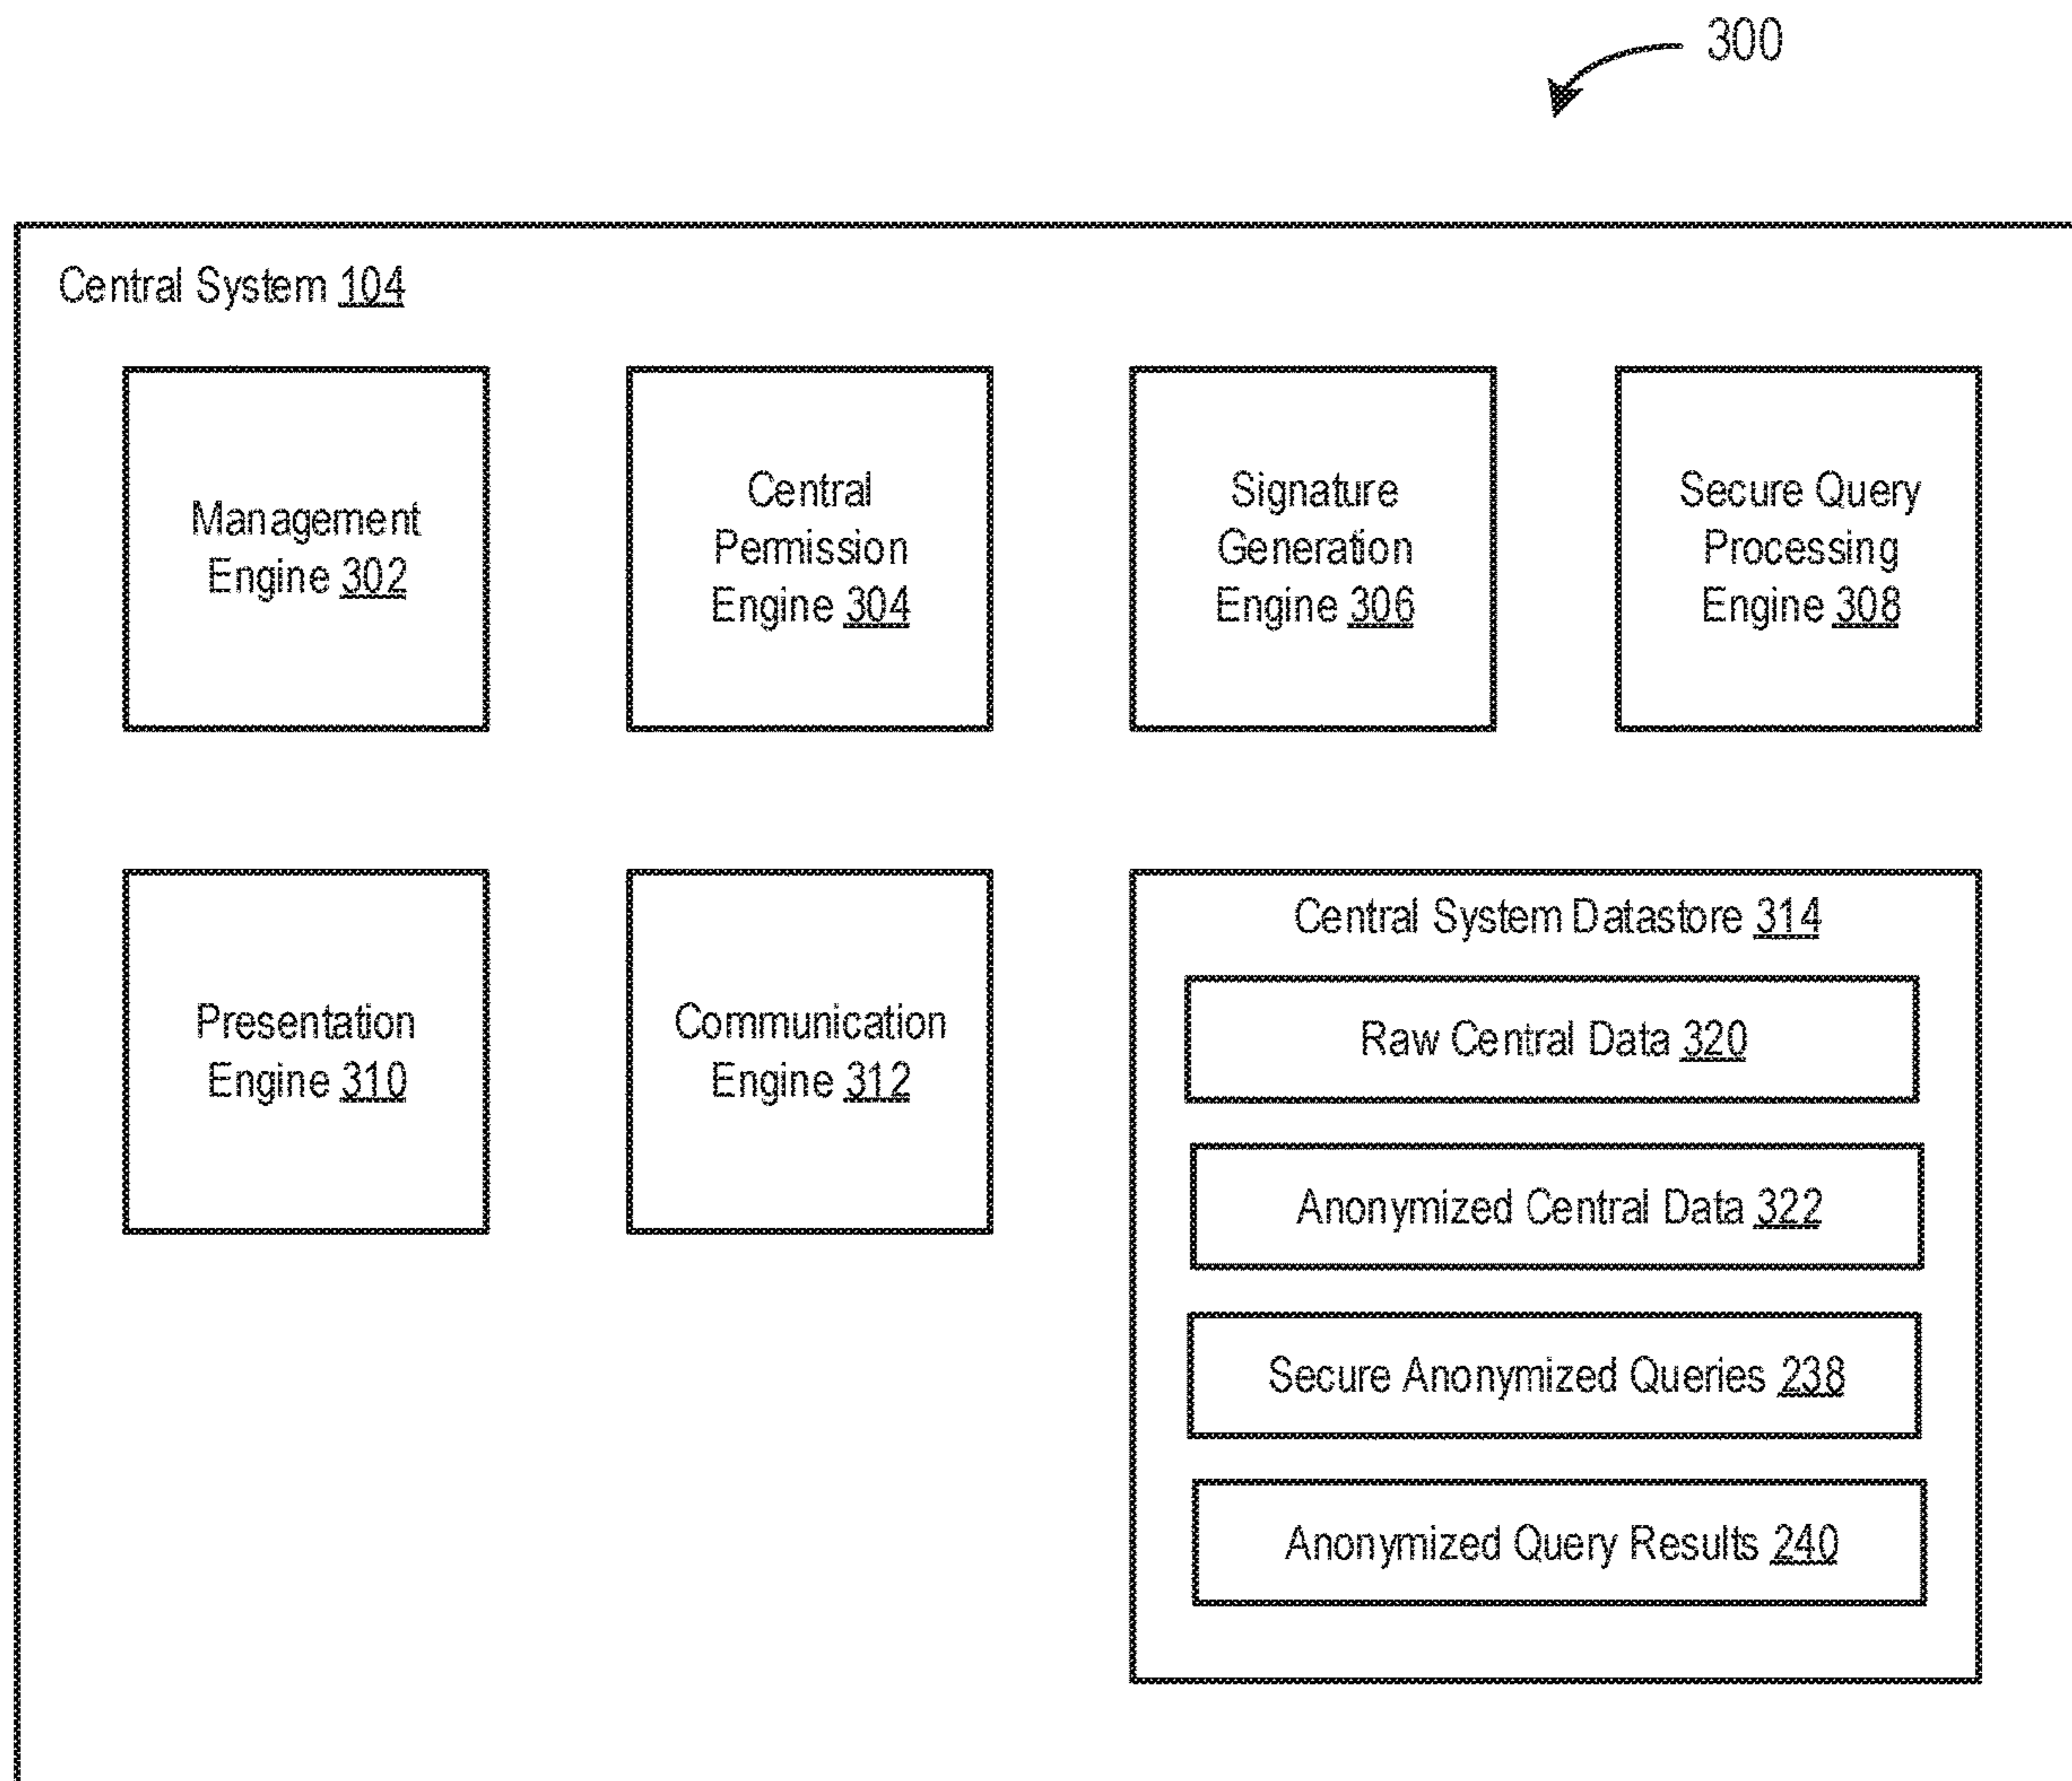 300
Central System 104
Management
Engine 302
Central
Permission
Engine 304
Signature
Generation
Engine 306
Secure Query
Processing
Engine 308
Presentation
Engine 310
Communication
Engine 312
Central System Datastore 314
Raw Central Data 320
Anonymized Central Data 322
Secure Anonymized Queries 238
Anonymized Query Results 240